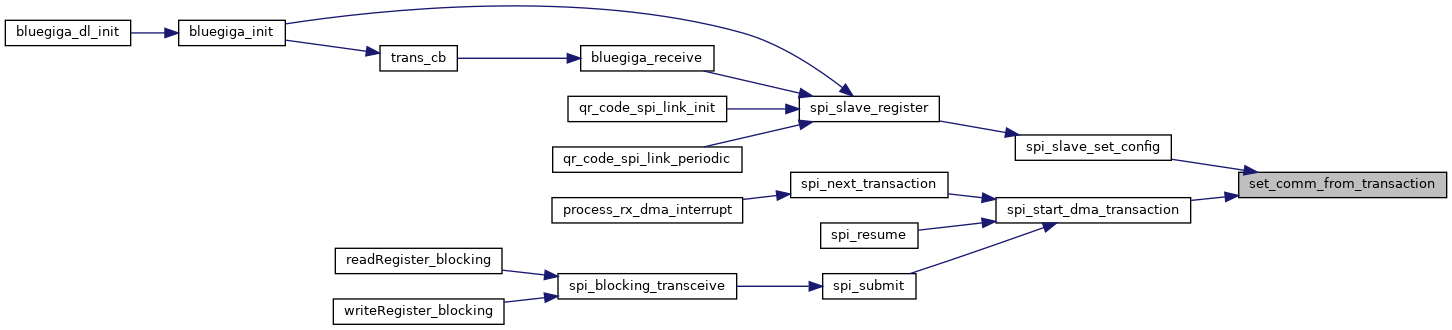 bluegiga_dl_init
bluegiga_init
trans_cb
bluegiga_receive
qr_code_spi_link_init
spi_slave_register
spi_slave_set_config
qr_code_spi_link_periodic
spi_next_transaction
set_comm_from_transaction
process_rx_dma_interrupt
spi_start_dma_transaction
spi_resume
readRegister_blocking
spi_blocking_transceive
spi_submit
writeRegister_blocking